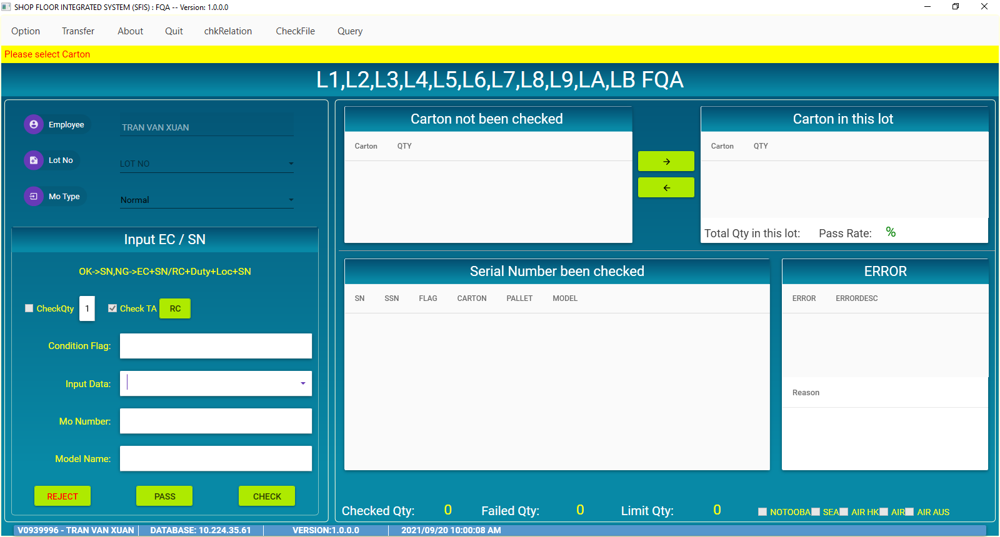 SHOP FLOOR INTEGRATED SYSTEM (SFIS) : FQA -- Version: 1.0.0.0
Option Transfer About Quit chkRelation CheckFile Query
Please select Carton
L1,L2,L3,L4,L5,L6,L7,L8,L9,LA,LB FQA
Employee TRAN VAN XUAN
Lot No LOT NO
Mo Type Normal
Input EC / SN
OK->SN,NG->EC+SN/RC+Duty+Loc+SN
CheckQty 1 Check TA RC
Condition Flag:
Input Data:
Mo Number:
Model Name:
REJECT PASS CHECK
Carton not been checked
Carton QTY
Carton in this lot
Carton QTY
Total Qty in this lot: Pass Rate: %
Serial Number been checked
SN SSN FLAG CARTON PALLET MODEL
ERROR
ERROR ERRORDESC
Reason
Checked Qty: 0 Failed Qty: 0 Limit Qty: 0 NOTOOBA SEA AIR HK AIR AIR AUS
V0939996 - TRAN VAN XUAN DATABASE: 10.224.35.61 VERSION:1.0.0.0 2021/09/20 10:00:08 AM